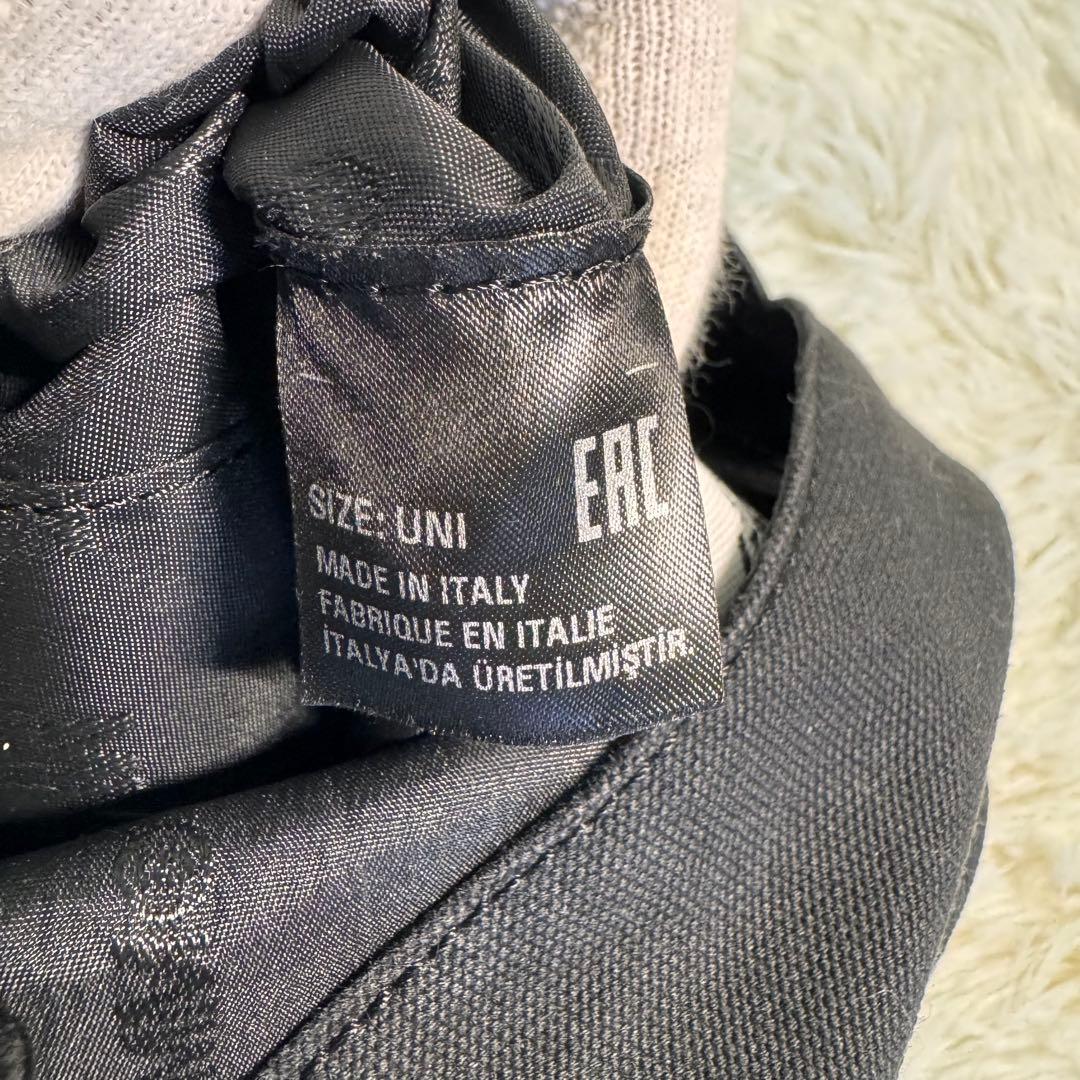 EAC
SIZE: UNI
MADE IN ITALY
FABRIQUE EN ITALIE
İTALYA'DA ÜRETİLMİŞTİR.